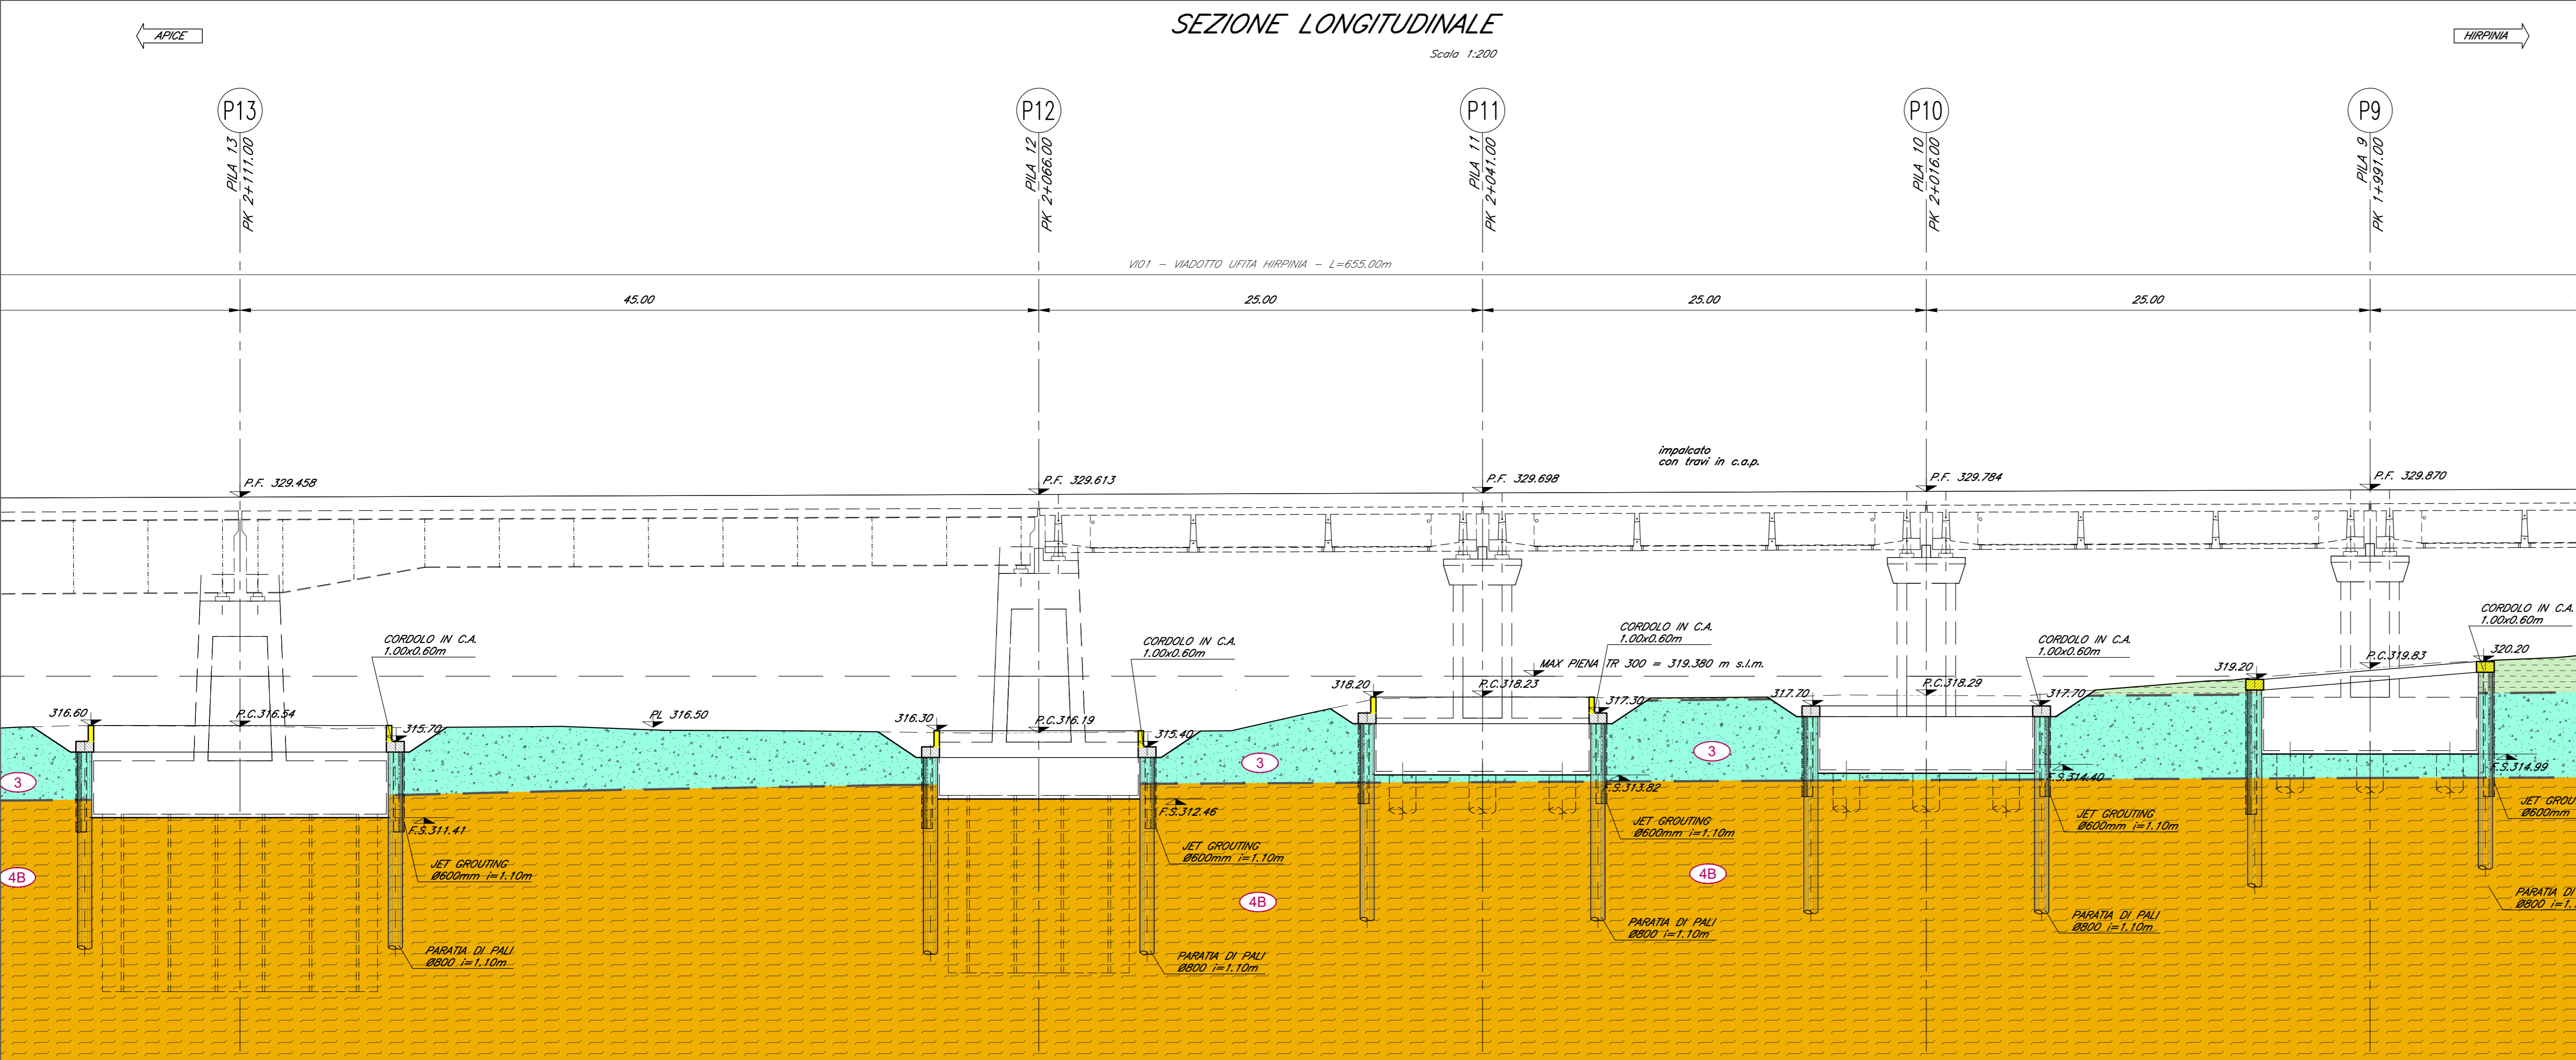 SEZIONE LONGITUDINALE
Scala 1:200
APICE
HIRPINIA
P13
PILA 13
PK 2+111.00
P12
PILA 12
PK 2+066.00
P11
PILA 11
PK 2+041.00
P10
PILA 10
PK 2+016.00
P9
PILA 9
PK 1+991.00
VI01 - VIADOTTO UFITA HIRPINIA - L=655.00m
45.00
25.00
25.00
25.00
impalcato
con travi in c.a.p.
P.F. 329.458
P.F. 329.613
P.F. 329.698
P.F. 329.784
P.F. 329.870
CORDOLO IN C.A.
1.00x0.60m
CORDOLO IN C.A.
1.00x0.60m
CORDOLO IN C.A.
1.00x0.60m
CORDOLO IN C.A.
1.00x0.60m
CORDOLO IN C.A.
1.00x0.60m
MAX PIENA TR 300 = 319.380 m s.l.m.
316.60
P.C.316.54
315.70
PL 316.50
316.30
P.C.316.19
315.40
318.20
P.C.318.23
317.30
317.70
P.C.318.29
317.70
319.20
P.C.319.83
320.20
3
3
3
F.S.311.41
F.S.312.46
F.S.313.82
F.S.314.40
F.S.314.99
JET GROUTING
Ø600mm i=1.10m
JET GROUTING
Ø600mm i=1.10m
JET GROUTING
Ø600mm i=1.10m
JET GROUTING
Ø600mm i=1.10m
JET GROU
Ø600mm
4B
4B
4B
PARATIA DI PALI
Ø800 i=1.10m
PARATIA DI PALI
Ø800 i=1.10m
PARATIA DI PALI
Ø800 i=1.10m
PARATIA DI PALI
Ø800 i=1.10m
PARATIA DI
Ø800 i=1.